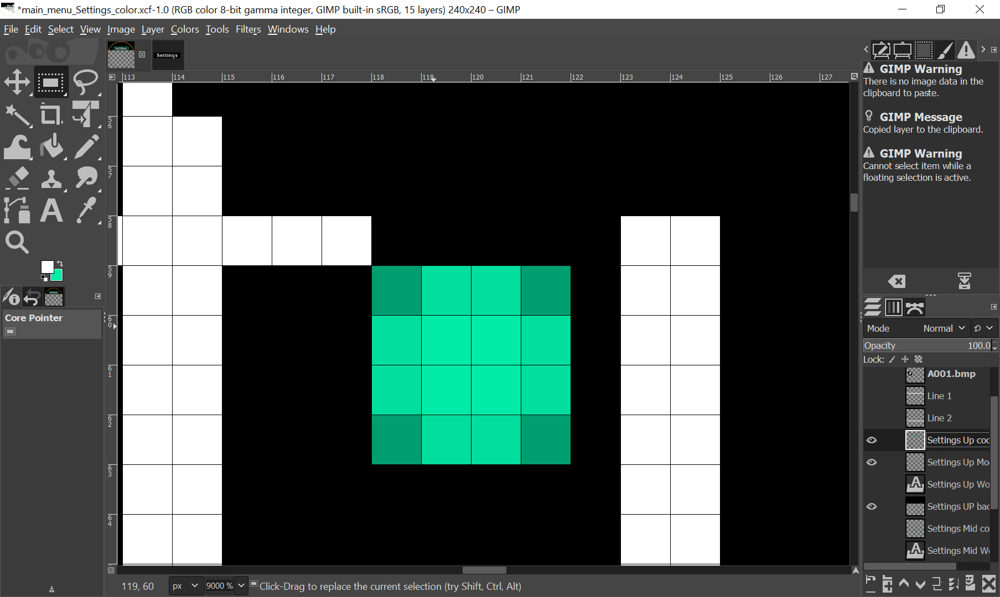 *main_menu_Settings_color.xcf-1.0 (RGB color 8-bit gamma integer, GIMP built-in sRGB, 15 layers) 240x240 – GIMP
File Edit Select View Image Layer Colors Tools Filters Windows Help
Settings
Settings
113 114 115 116 117 118 119 120 121 122 123 124 125 126 127
56
57
58
59
60
61
62
63
64
Core Pointer
GIMP Warning
There is no image data in the
clipboard to paste.
GIMP Message
Copied layer to the clipboard.
GIMP Warning
Cannot select item while a
floating selection is active.
Mode Normal
Opacity 100.0
Lock:
A001.bmp
Line 1
Line 2
Settings Up coo
Settings Up Mo
Settings Up Wo
Settings UP bac
Settings Mid co
Settings Mid We
119, 60 px 9000 % Click-Drag to replace the current selection (try Shift, Ctrl, Alt)